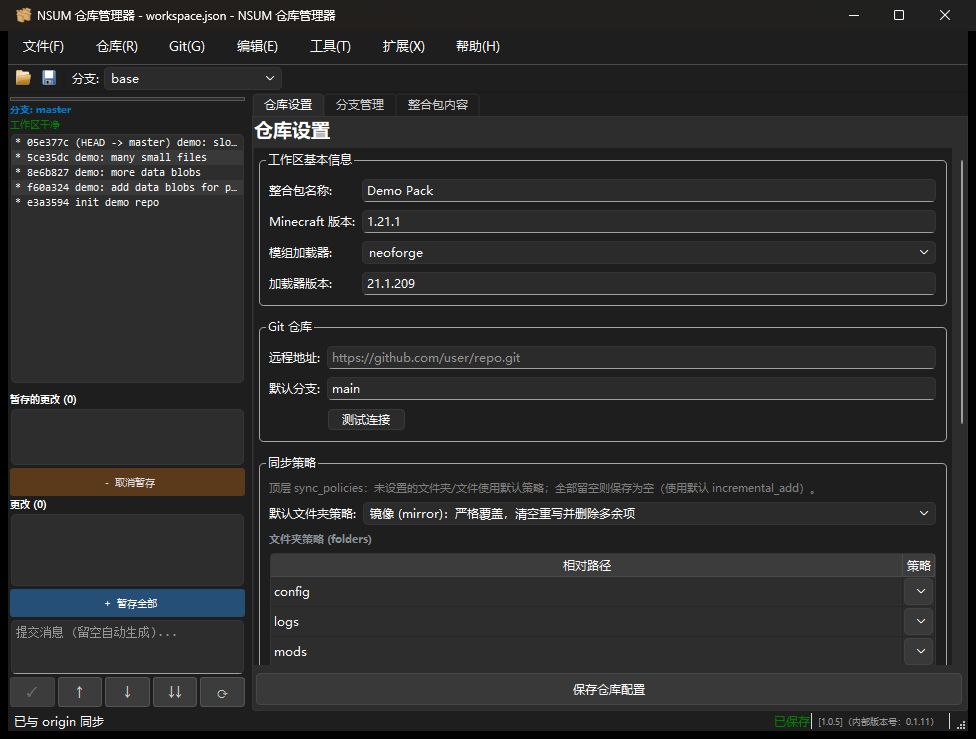 NSUM 仓库管理器 - workspace.json - NSUM 仓库管理器
文件(F) 仓库(R) Git(G) 编辑(E) 工具(T) 扩展(X) 帮助(H)
分支: base
分支: master
工作区干净
* 05e377c (HEAD -> master) demo: slo…
* 5ce35dc demo: many small files
* 8e6b827 demo: more data blobs
* f60a324 demo: add data blobs for p…
* e3a3594 init demo repo
暂存的更改 (0)
- 取消暂存
更改 (0)
+ 暂存全部
提交消息 (留空自动生成)...
✓ ↑ ↓ ↓↓ ⟳
仓库设置 分支管理 整合包内容
仓库设置
工作区基本信息
整合包名称: Demo Pack
Minecraft 版本: 1.21.1
模组加载器: neoforge
加载器版本: 21.1.209
Git 仓库
远程地址: https://github.com/user/repo.git
默认分支: main
测试连接
同步策略
顶层 sync_policies：未设置的文件夹/文件使用默认策略；全部留空则保存为空（使用默认 incremental_add）。
默认文件夹策略: 镜像 (mirror)：严格覆盖，清空重写并删除多余项
文件夹策略 (folders)
相对路径 策略
config
logs
mods
保存仓库配置
已与 origin 同步
已保存 [1.0.5]（内部版本号：0.1.11）